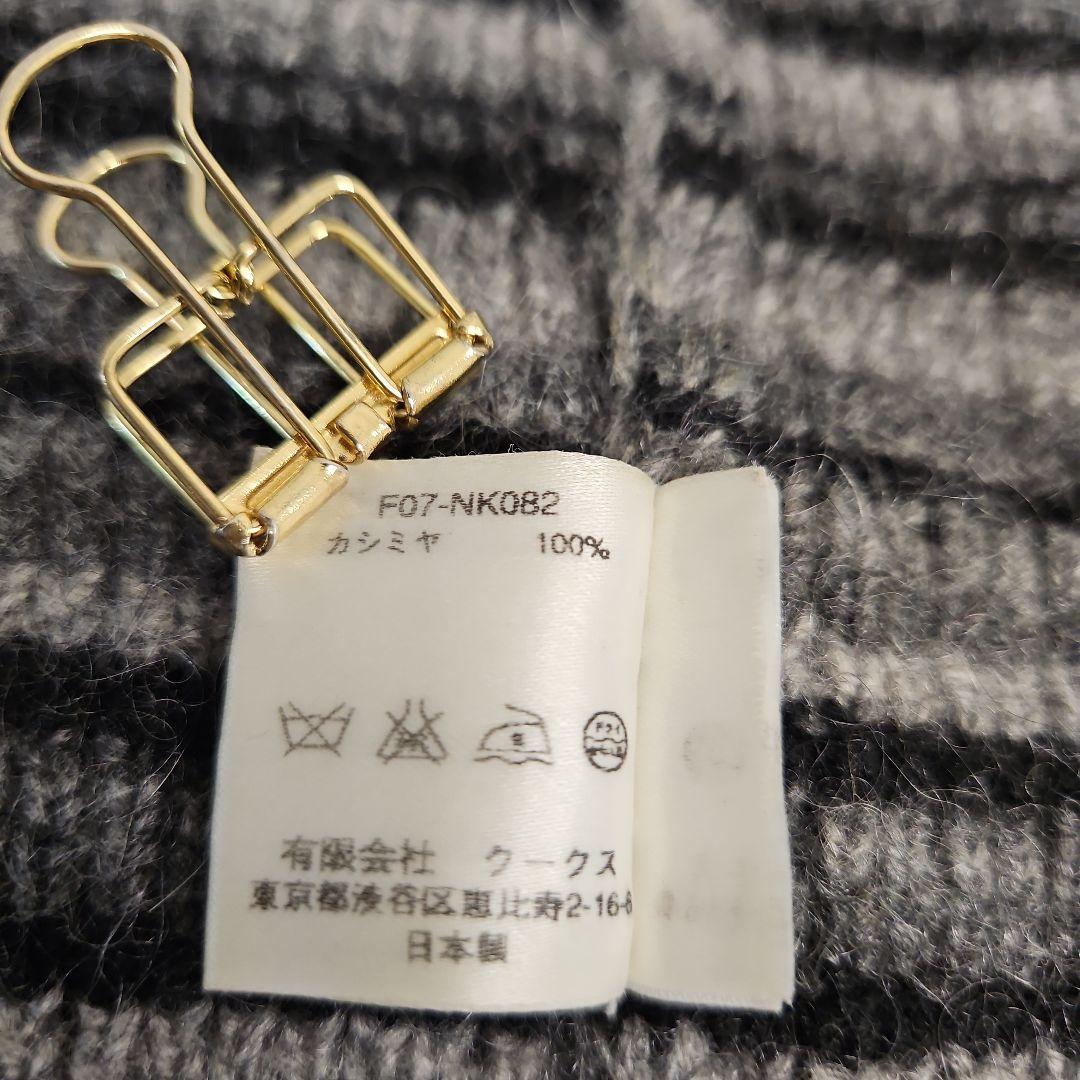 F07-NK082
カシミヤ 100%
有限会社 クークス
東京都渋谷区恵比寿2-16-8
日本製